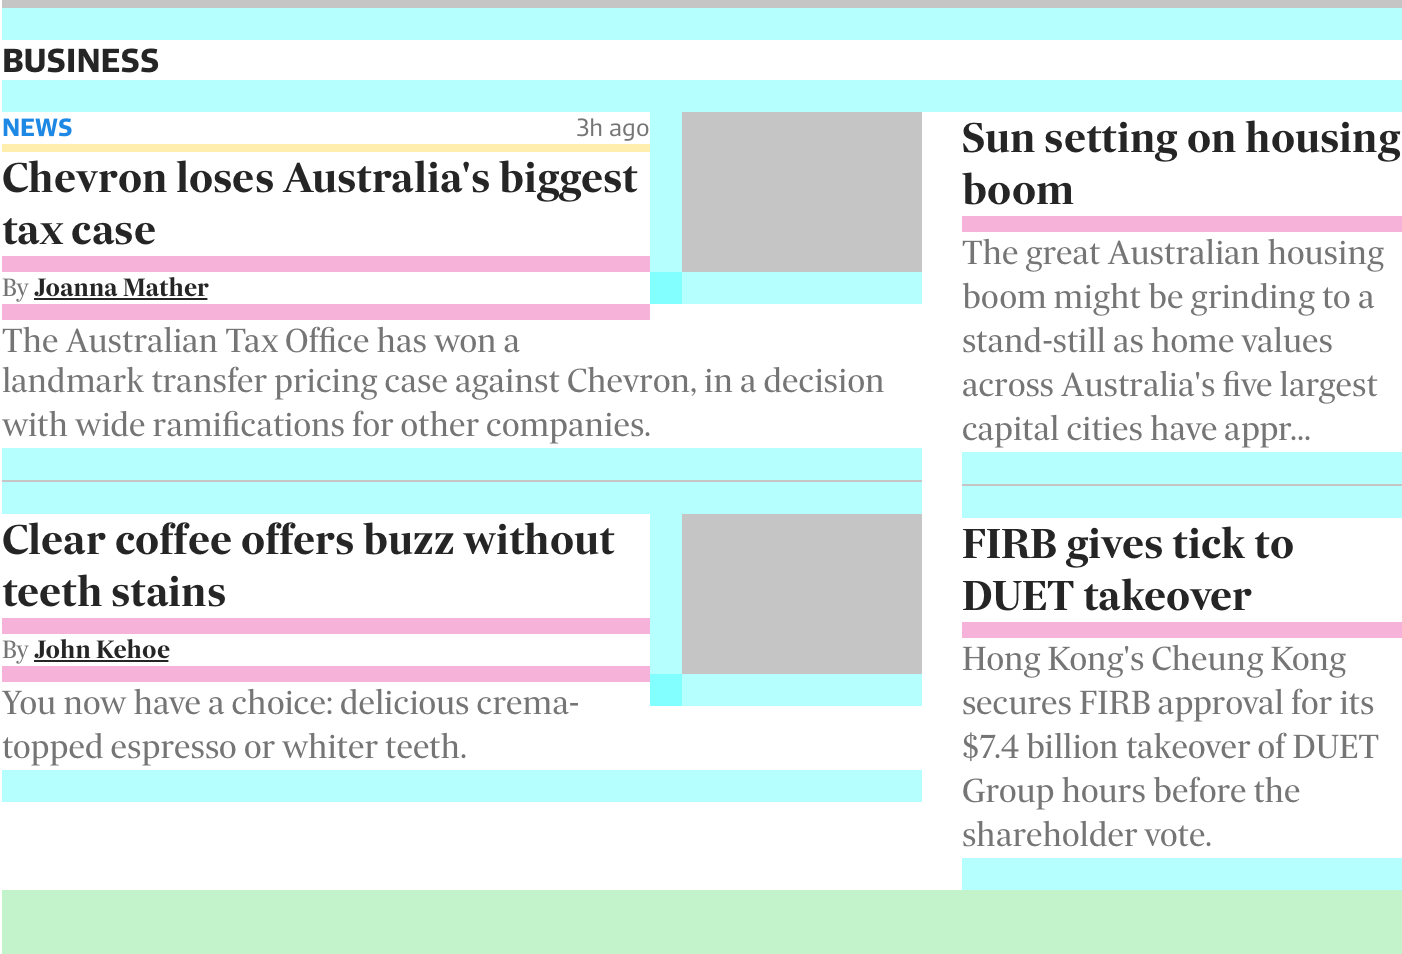 BUSINESS
NEWS
3h ago
Chevron loses Australia's biggest
tax case
By Joanna Mather
The Australian Tax Office has won a
landmark transfer pricing case against Chevron, in a decision
with wide ramifications for other companies.
Clear coffee offers buzz without
teeth stains
By John Kehoe
You now have a choice: delicious crema-
topped espresso or whiter teeth.
Sun setting on housing
boom
The great Australian housing
boom might be grinding to a
stand-still as home values
across Australia's five largest
capital cities have appr...
FIRB gives tick to
DUET takeover
Hong Kong's Cheung Kong
secures FIRB approval for its
$7.4 billion takeover of DUET
Group hours before the
shareholder vote.